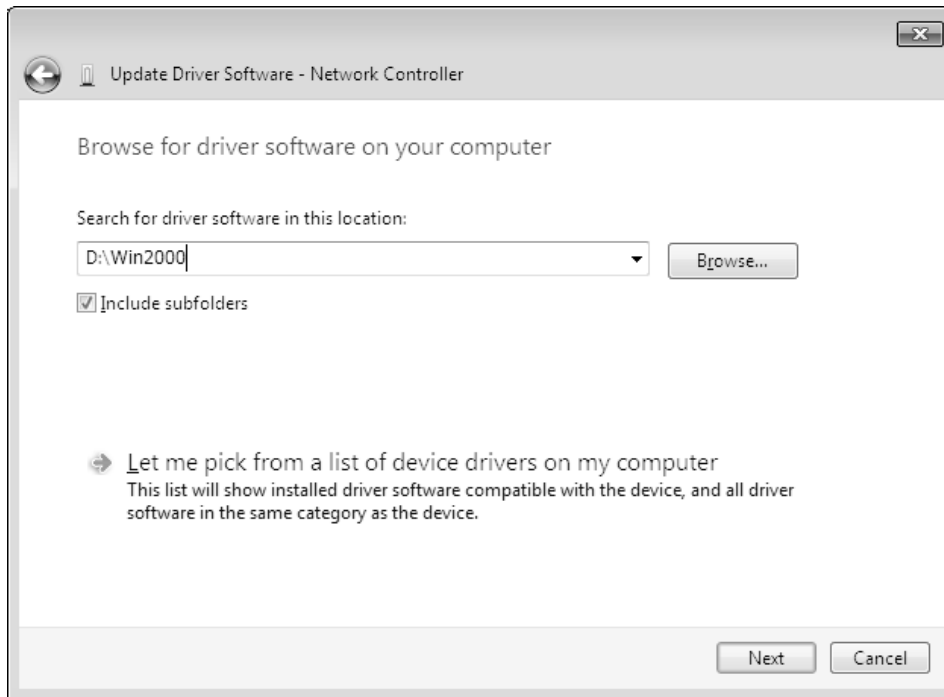 Update Driver Software - Network Controller
Browse for driver software on your computer
Search for driver software in this location:
D:\Win2000
Browse...
Include subfolders
Let me pick from a list of device drivers on my computer
This list will show installed driver software compatible with the device, and all driver
software in the same category as the device.
Next
Cancel